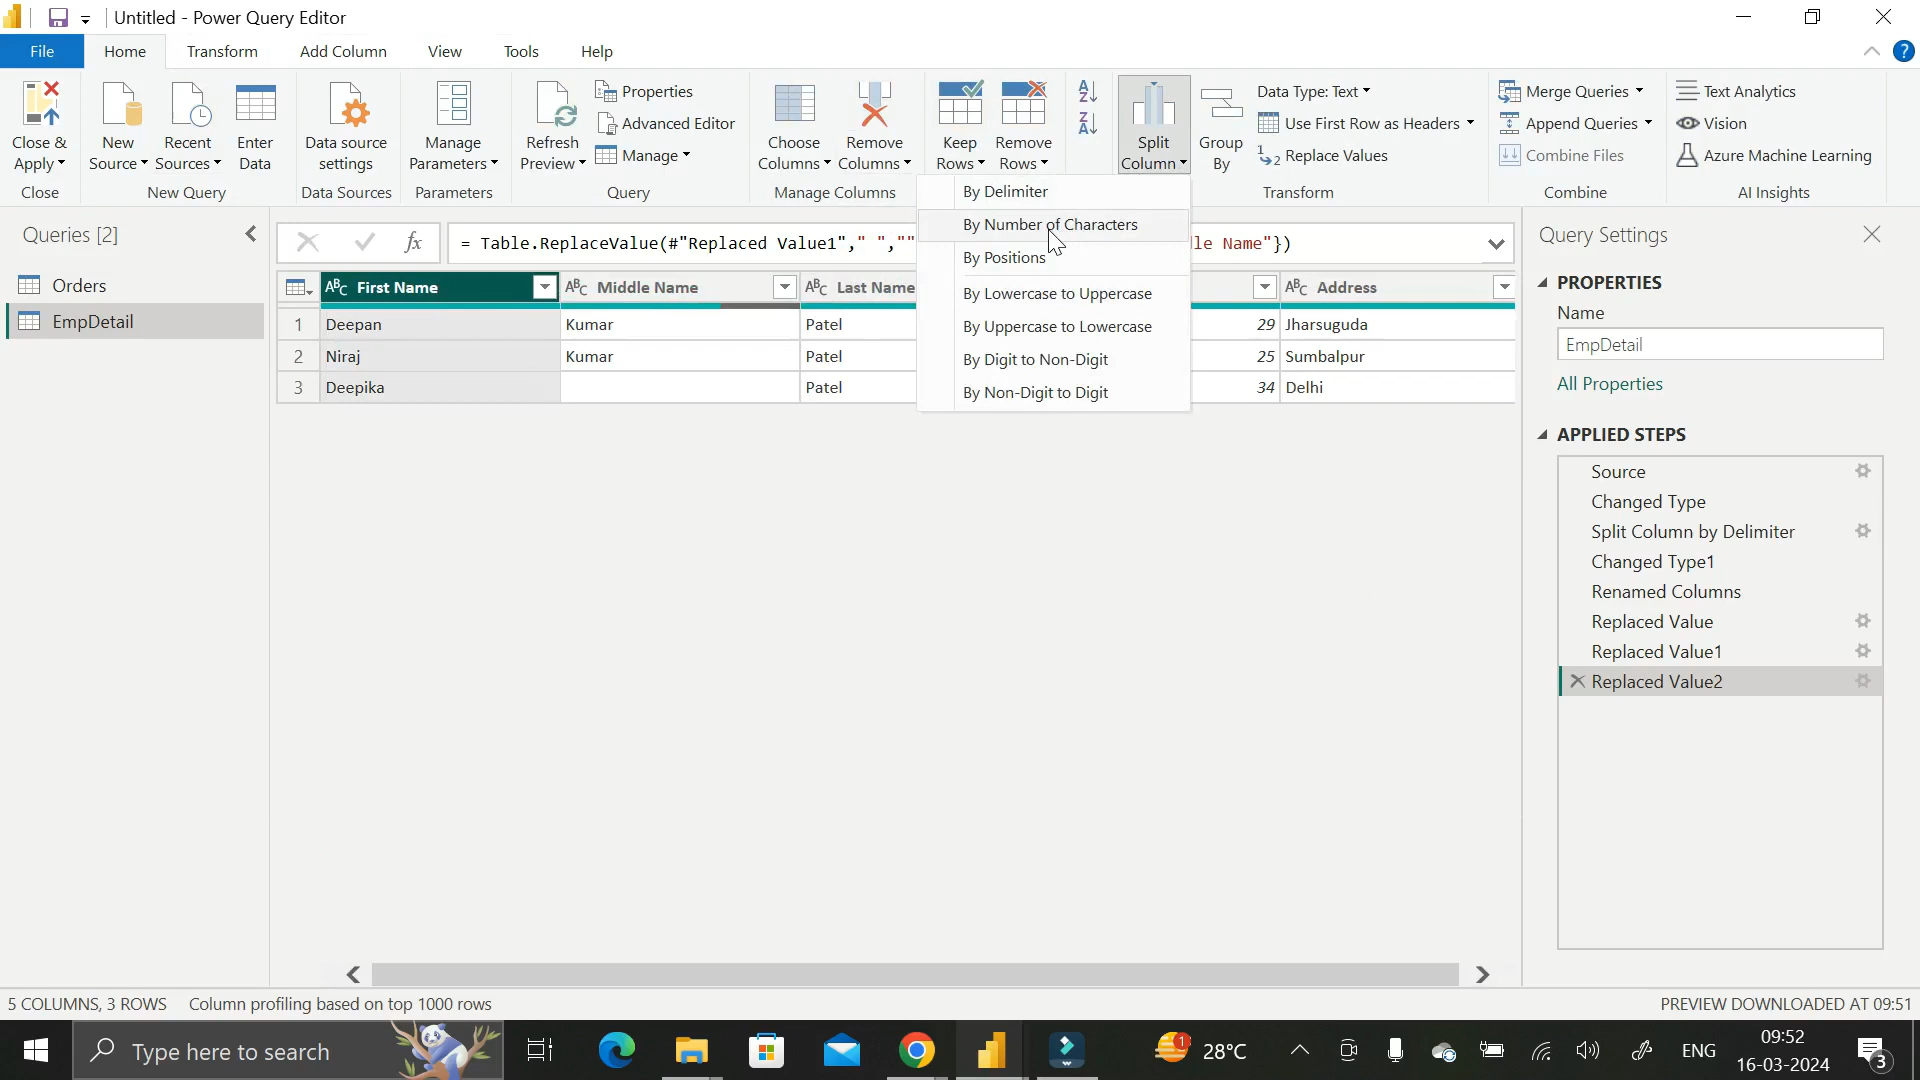 Untitled - Power Query Editor
File Home Transform Add Column View Tools Help
Close & Apply
Close
New Source
Recent Sources
Enter Data
New Query
Data source settings
Data Sources
Manage Parameters
Parameters
Refresh Preview
Properties
Advanced Editor
Manage
Query
Choose Columns
Remove Columns
Manage Columns
Keep Rows
Remove Rows
Split Column
Group By
Data Type: Text
Use First Row as Headers
Replace Values
Transform
Merge Queries
Append Queries
Combine Files
Combine
Text Analytics
Vision
Azure Machine Learning
AI Insights
By Delimiter
By Number of Characters
By Positions
By Lowercase to Uppercase
By Uppercase to Lowercase
By Digit to Non-Digit
By Non-Digit to Digit
Queries [2]
Orders
EmpDetail
= Table.ReplaceValue(#"Replaced Value1"," ","" le Name"})
First Name Middle Name Last Name Address
1 Deepan Kumar Patel 29 Jharsuguda
2 Niraj Kumar Patel 25 Sumbalpur
3 Deepika Patel 34 Delhi
Query Settings
PROPERTIES
Name
EmpDetail
All Properties
APPLIED STEPS
Source
Changed Type
Split Column by Delimiter
Changed Type1
Renamed Columns
Replaced Value
Replaced Value1
Replaced Value2
5 COLUMNS, 3 ROWS Column profiling based on top 1000 rows
PREVIEW DOWNLOADED AT 09:51
Type here to search
28°C
ENG
09:52
16-03-2024
3